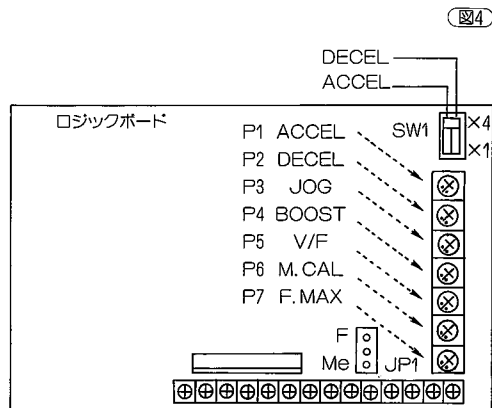 図4
DECEL
ACCEL
ロジックボード
SW1
×4
×1
P1 ACCEL
P2 DECEL
P3 JOG
P4 BOOST
P5 V/F
P6 M.CAL
P7 F.MAX
F
Me
JP1